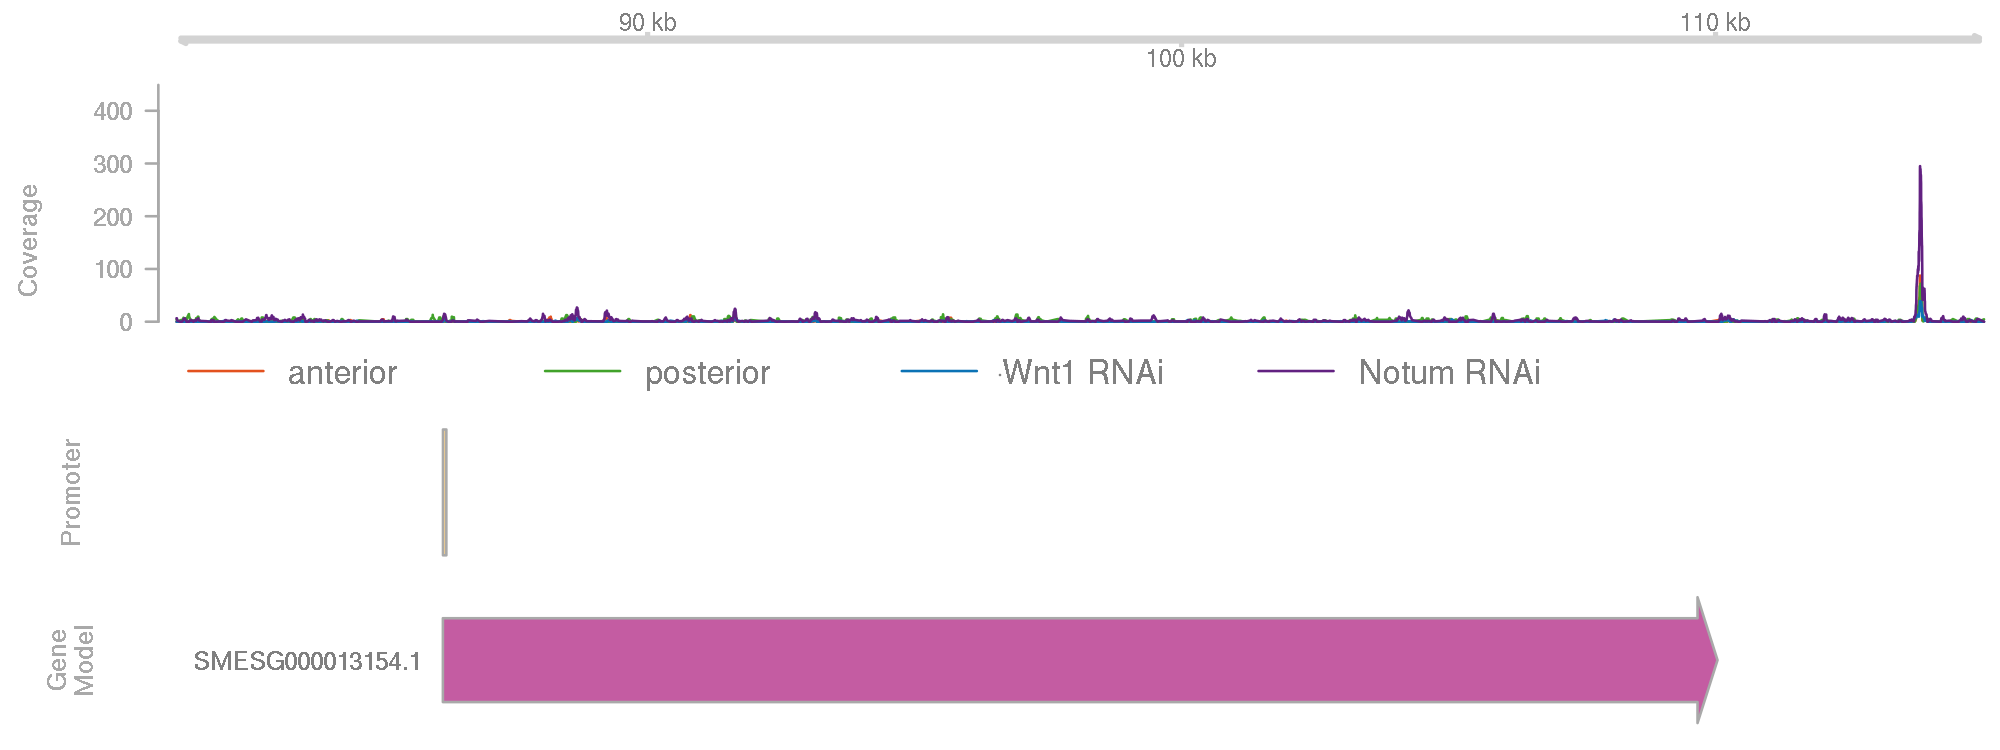 90 kb
110 kb
100 kb
Coverage
400
300
200
100
0
anterior
posterior
Wnt1 RNAi
Notum RNAi
Promoter
Gene
Model
SMESG000013154.1